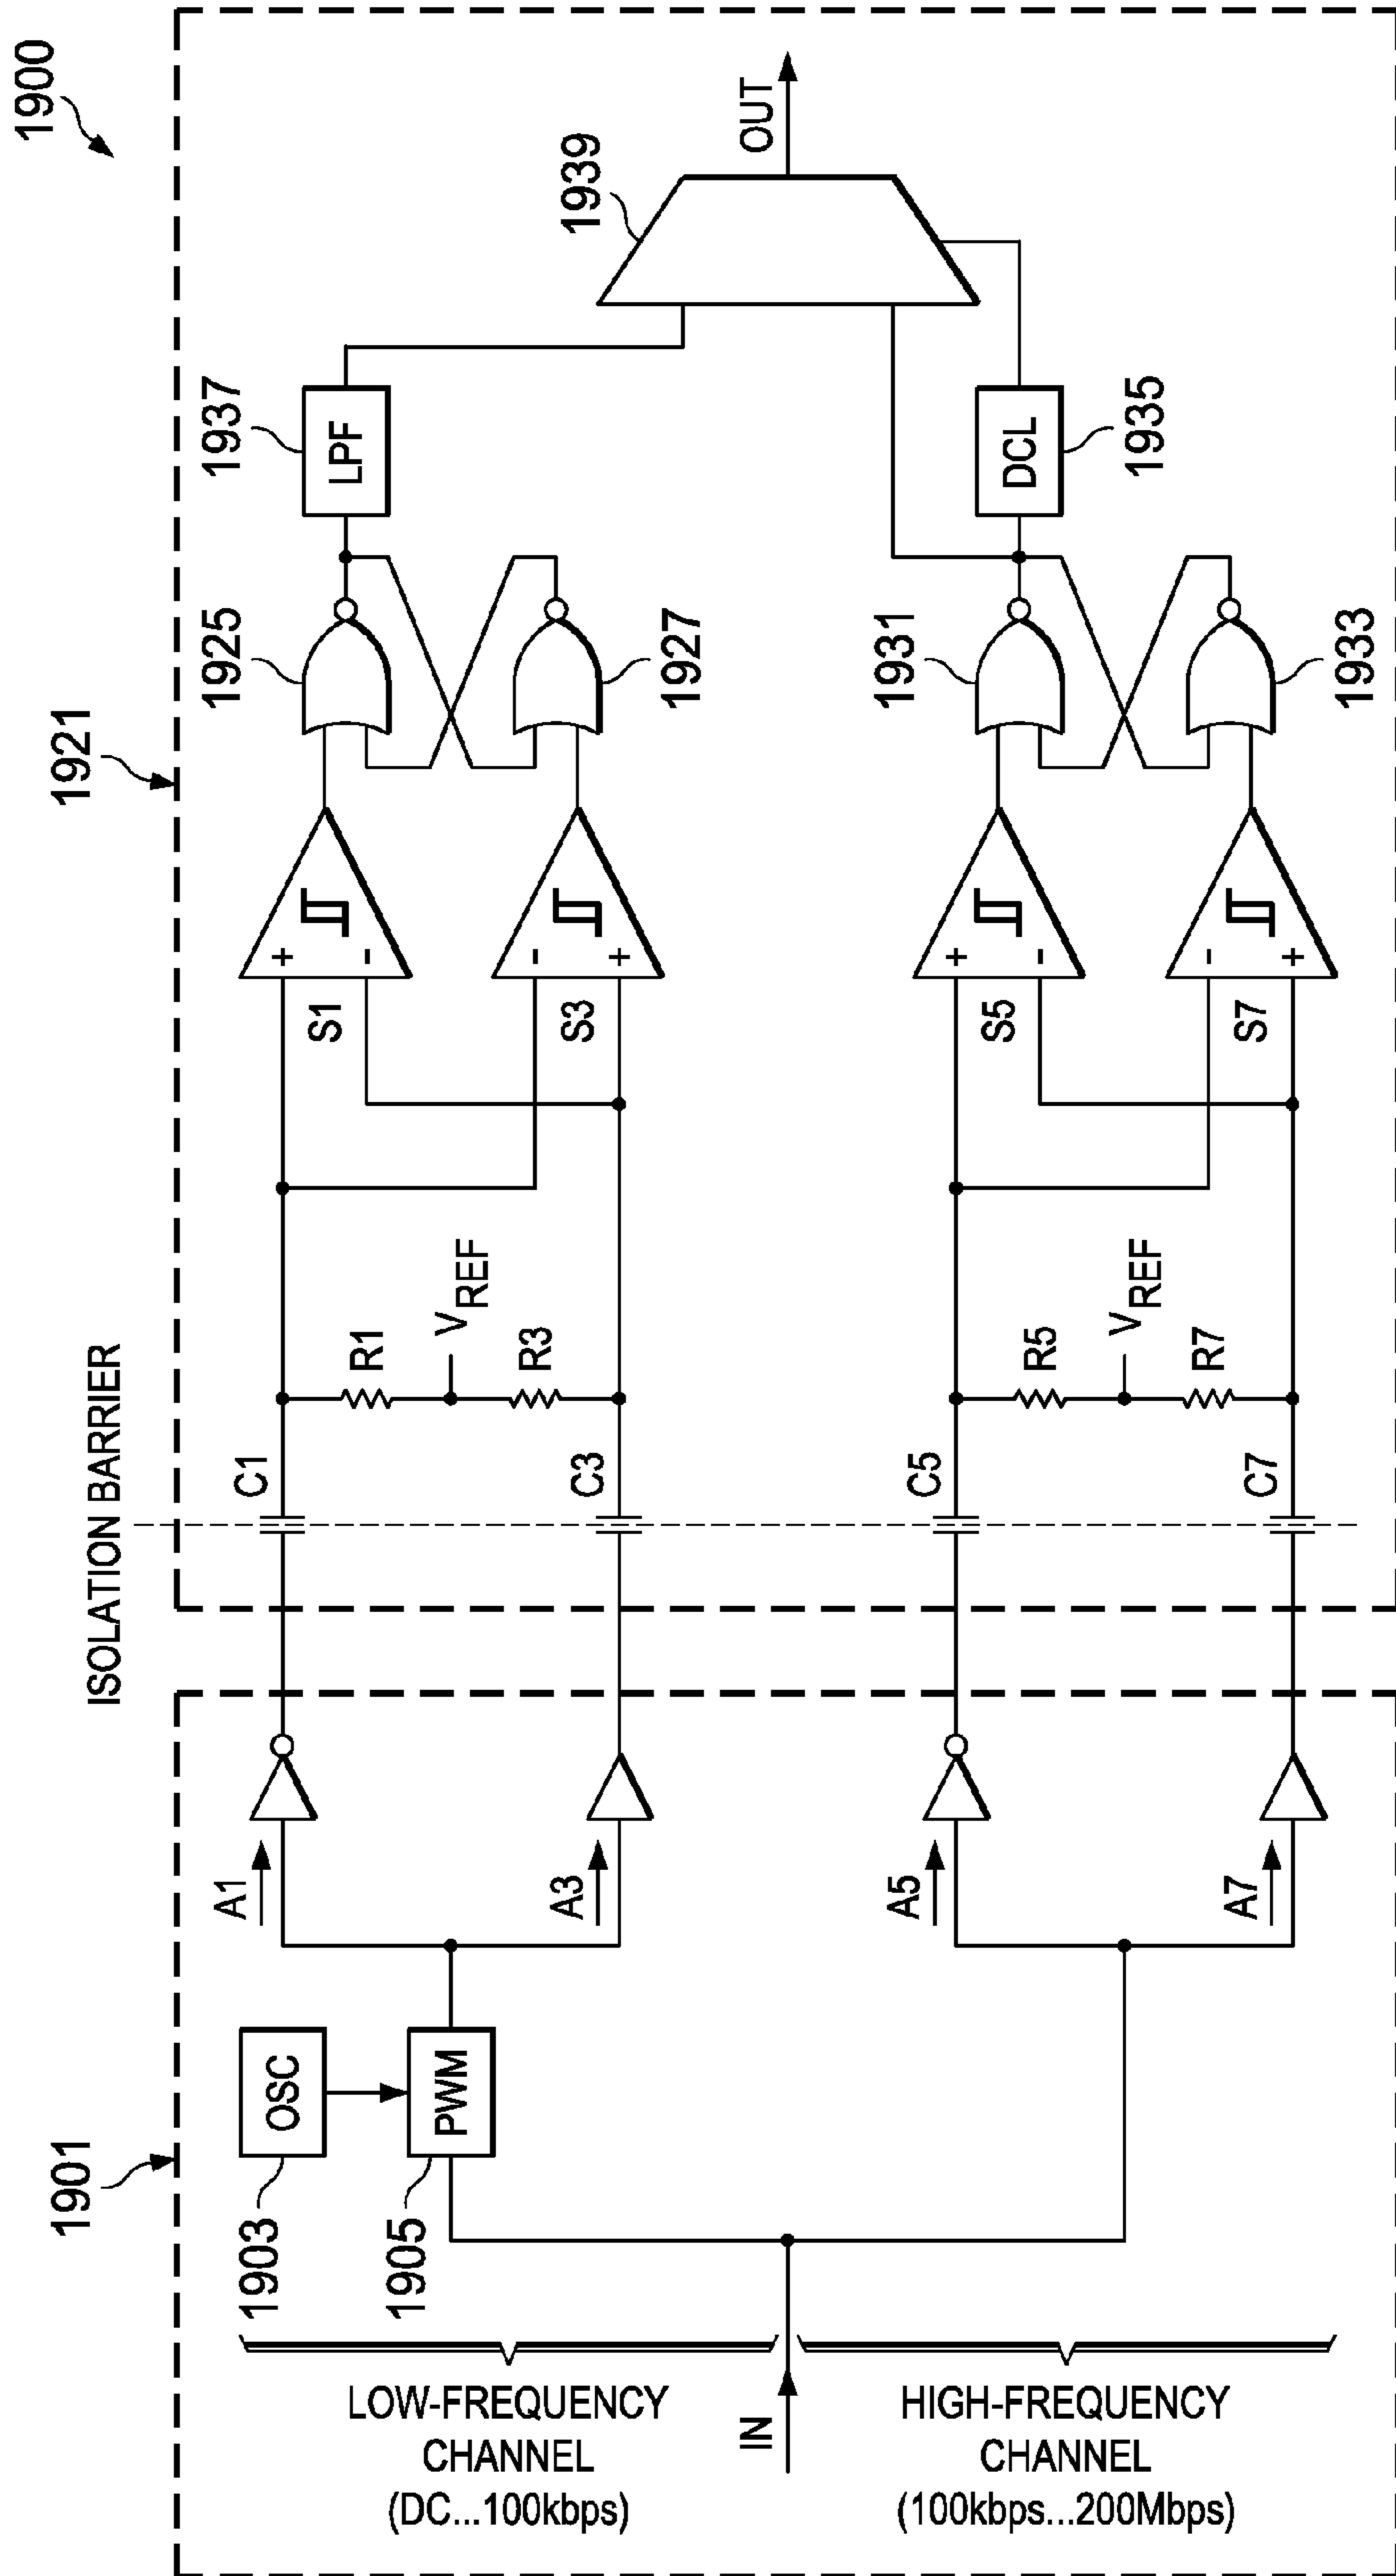 1900
ISOLATION BARRIER
1901
1921
OSC
1903
PWM
1905
A1
A3
A5
A7
C1
C3
C5
C7
R1
VREF
R3
R5
VREF
R7
+
-
S1
-
+
S3
+
-
S5
-
+
S7
1925
1927
1931
1933
LPF
1937
DCL
1935
1939
OUT
IN
LOW-FREQUENCY
CHANNEL
(DC...100kbps)
HIGH-FREQUENCY
CHANNEL
(100kbps...200Mbps)